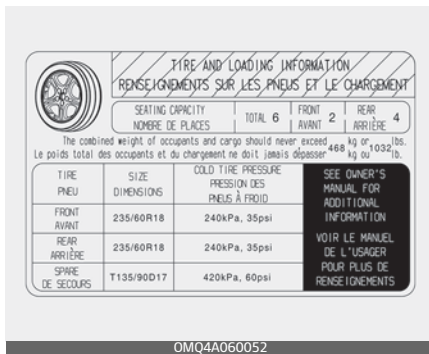 TIRE AND LOADING INFORMATION
RENSEIGNEMENTS SUR LES PNEUS ET LE CHARGEMENT
SEATING CAPACITY
NOMBRE DE PLACES
TOTAL 6
FRONT
AVANT 2
REAR
ARRIÈRE 4
The combined weight of occupants and cargo should never exceed 468 kg or 1032 lbs.
Le poids total des occupants et du chargement ne doit jamais dépasser 468 kg ou 1032 lb.
TIRE
PNEU
SIZE
DIMENSIONS
COLD TIRE PRESSURE
PRESSION DES
PNEUS À FROID
FRONT
AVANT
235/60R18
240kPa, 35psi
REAR
ARRIÈRE
235/60R18
240kPa, 35psi
SPARE
DE SECOURS
T135/90D17
420kPa, 60psi
SEE OWNER'S
MANUAL FOR
ADDITIONAL
INFORMATION
VOIR LE MANUEL
DE L'USAGER
POUR PLUS DE
RENSEIGNEMENTS
OMQ4A060052